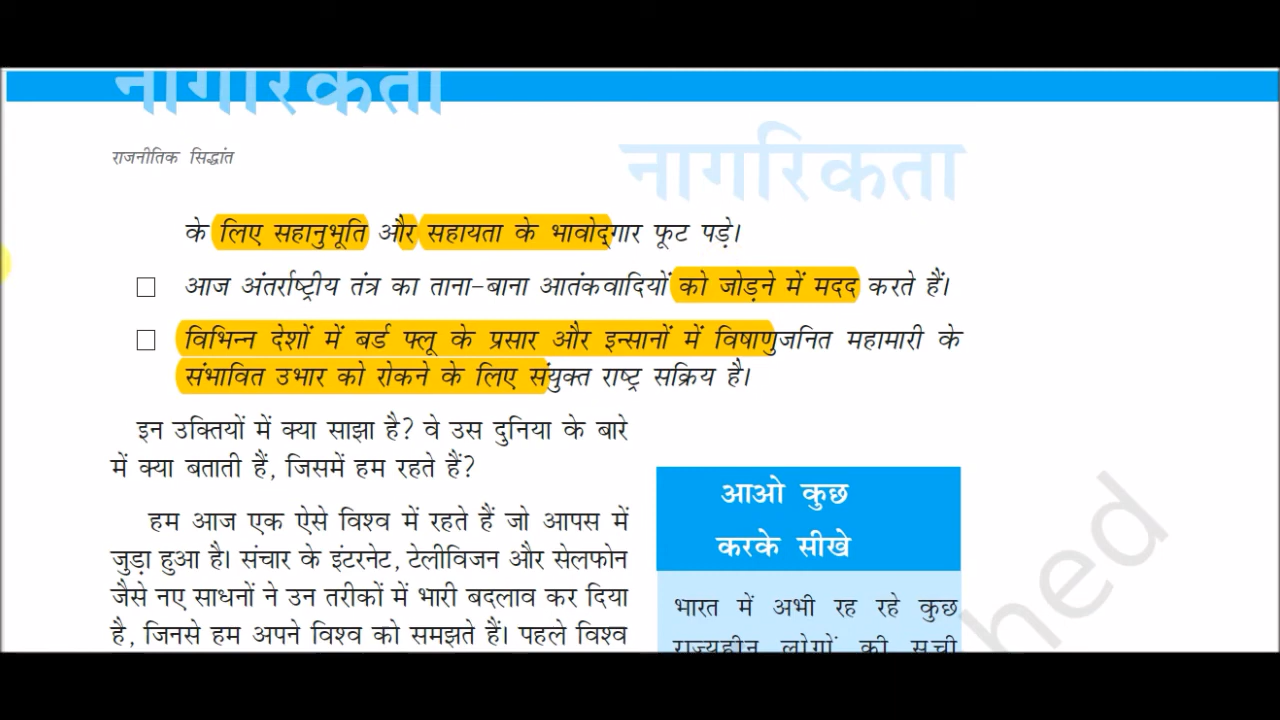 नागरिकता
राजनीतिक सिद्धांत
नागरिकता
के लिए सहानुभूति और सहायता के भावोद्गार फूट पड़े।
□ आज अंतर्राष्ट्रीय तंत्र का ताना-बाना आतंकवादियों को जोड़ने में मदद करते हैं।
□ विभिन्न देशों में बर्ड फ्लू के प्रसार और इन्सानों में विषाणुजनित महामारी के
संभावित उभार को रोकने के लिए संयुक्त राष्ट्र सक्रिय है।
इन उक्तियों में क्या साझा है? वे उस दुनिया के बारे
में क्या बताती हैं, जिसमें हम रहते हैं?
हम आज एक ऐसे विश्व में रहते हैं जो आपस में
जुड़ा हुआ है। संचार के इंटरनेट, टेलीविजन और सेलफोन
जैसे नए साधनों ने उन तरीकों में भारी बदलाव कर दिया
है, जिनसे हम अपने विश्व को समझते हैं। पहले विश्व
आओ कुछ
करके सीखे
भारत में अभी रह रहे कुछ
राज्यहीन लोगों की सूची
hed